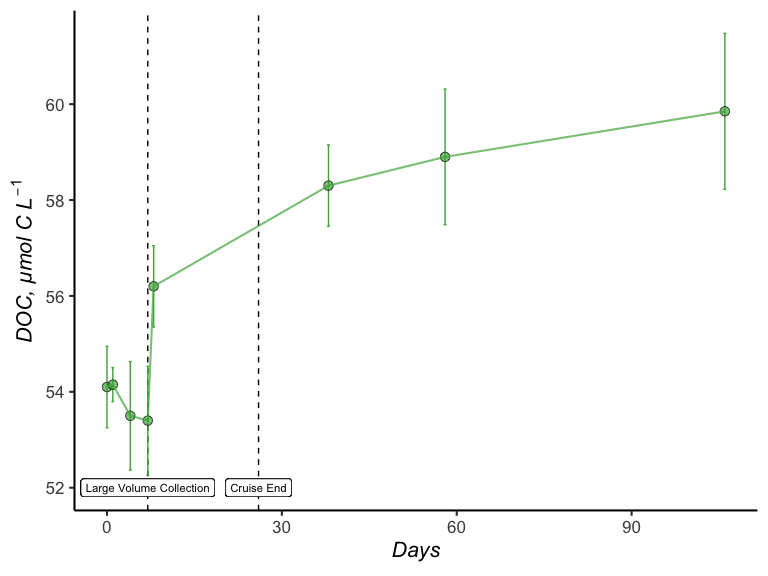 DOC, μmol C L⁻¹
60
58
56
54
52
Large Volume Collection
Cruise End
0 30 60 90
Days